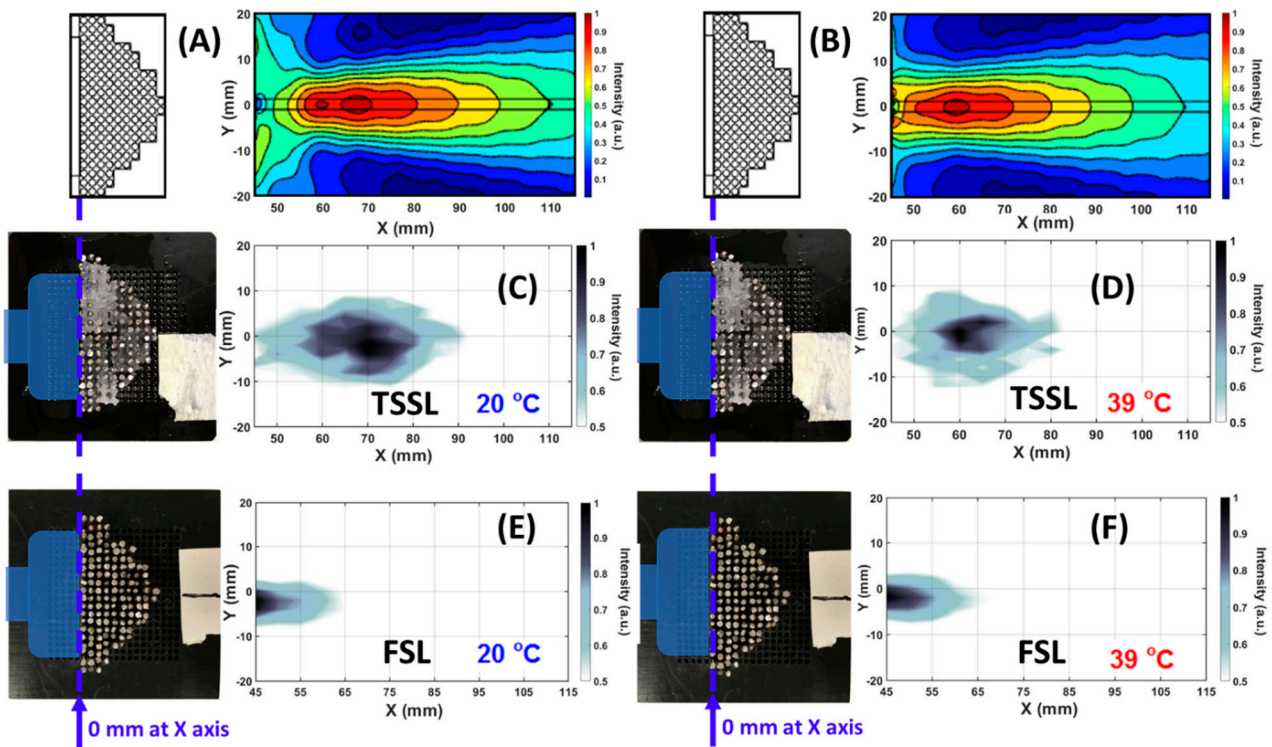 (A)
20
10
0
-10
-20
Y (mm)
50 60 70 80 90 100 110
X (mm)
1
0.9
0.8
0.7
0.6
0.5
0.4
0.3
0.2
0.1
Intensity (a.u.)
(B)
20
10
0
-10
-20
Y (mm)
50 60 70 80 90 100 110
X (mm)
1
0.9
0.8
0.7
0.6
0.5
0.4
0.3
0.2
0.1
Intensity (a.u.)
(C)
20
10
0
-10
-20
Y (mm)
TSSL 20 °C
50 60 70 80 90 100 110
X (mm)
1
0.9
0.8
0.7
0.6
0.5
Intensity (a.u.)
(D)
20
10
0
-10
-20
Y (mm)
TSSL 39 °C
50 60 70 80 90 100 110
X (mm)
1
0.9
0.8
0.7
0.6
0.5
Intensity (a.u.)
(E)
20
10
0
-10
-20
Y (mm)
FSL 20 °C
45 55 65 75 85 95 105 115
X (mm)
1
0.9
0.8
0.7
0.6
0.5
Intensity (a.u.)
(F)
20
10
0
-10
-20
Y (mm)
FSL 39 °C
45 55 65 75 85 95 105 115
X (mm)
1
0.9
0.8
0.7
0.6
0.5
Intensity (a.u.)
0 mm at X axis
0 mm at X axis